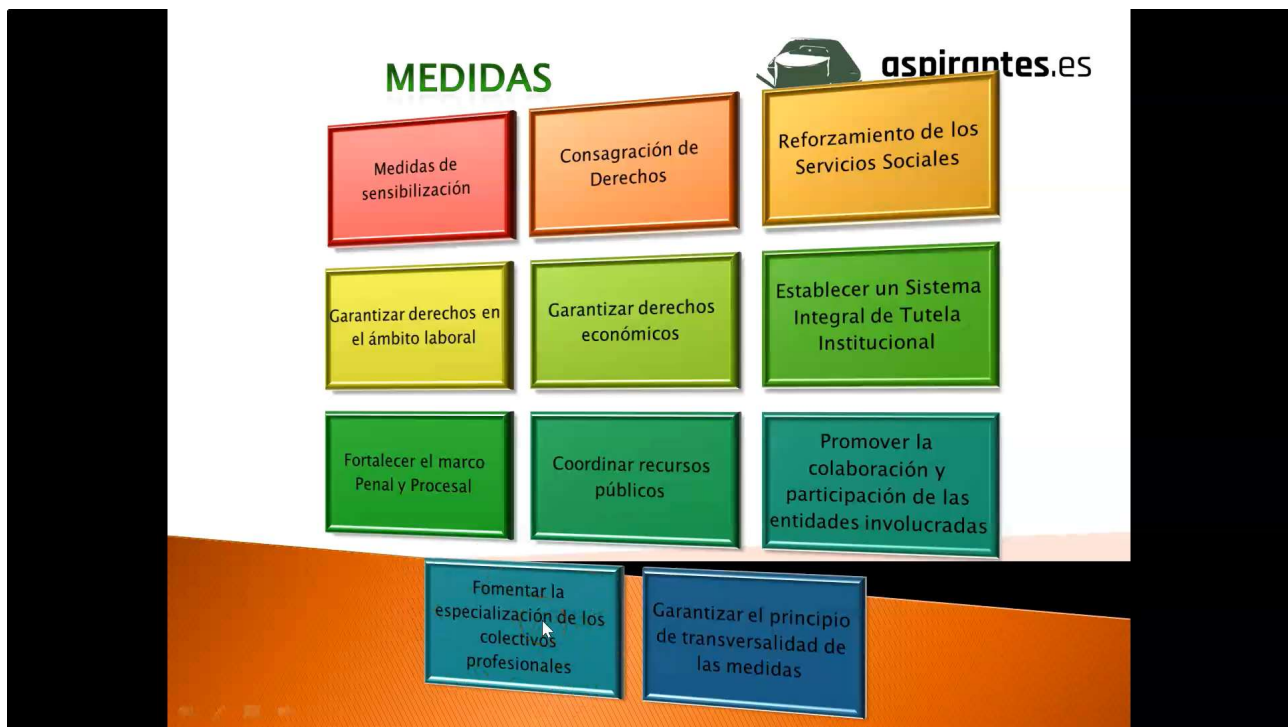 MEDIDAS
aspirantes.es
Medidas de
sensibilización
Consagración de
Derechos
Reforzamiento de los
Servicios Sociales
Garantizar derechos en
el ámbito laboral
Garantizar derechos
económicos
Establecer un Sistema
Integral de Tutela
Institucional
Fortalecer el marco
Penal y Procesal
Coordinar recursos
públicos
Promover la
colaboración y
participación de las
entidades involucradas
Fomentar la
especialización de los
colectivos
profesionales
Garantizar el principio
de transversalidad de
las medidas